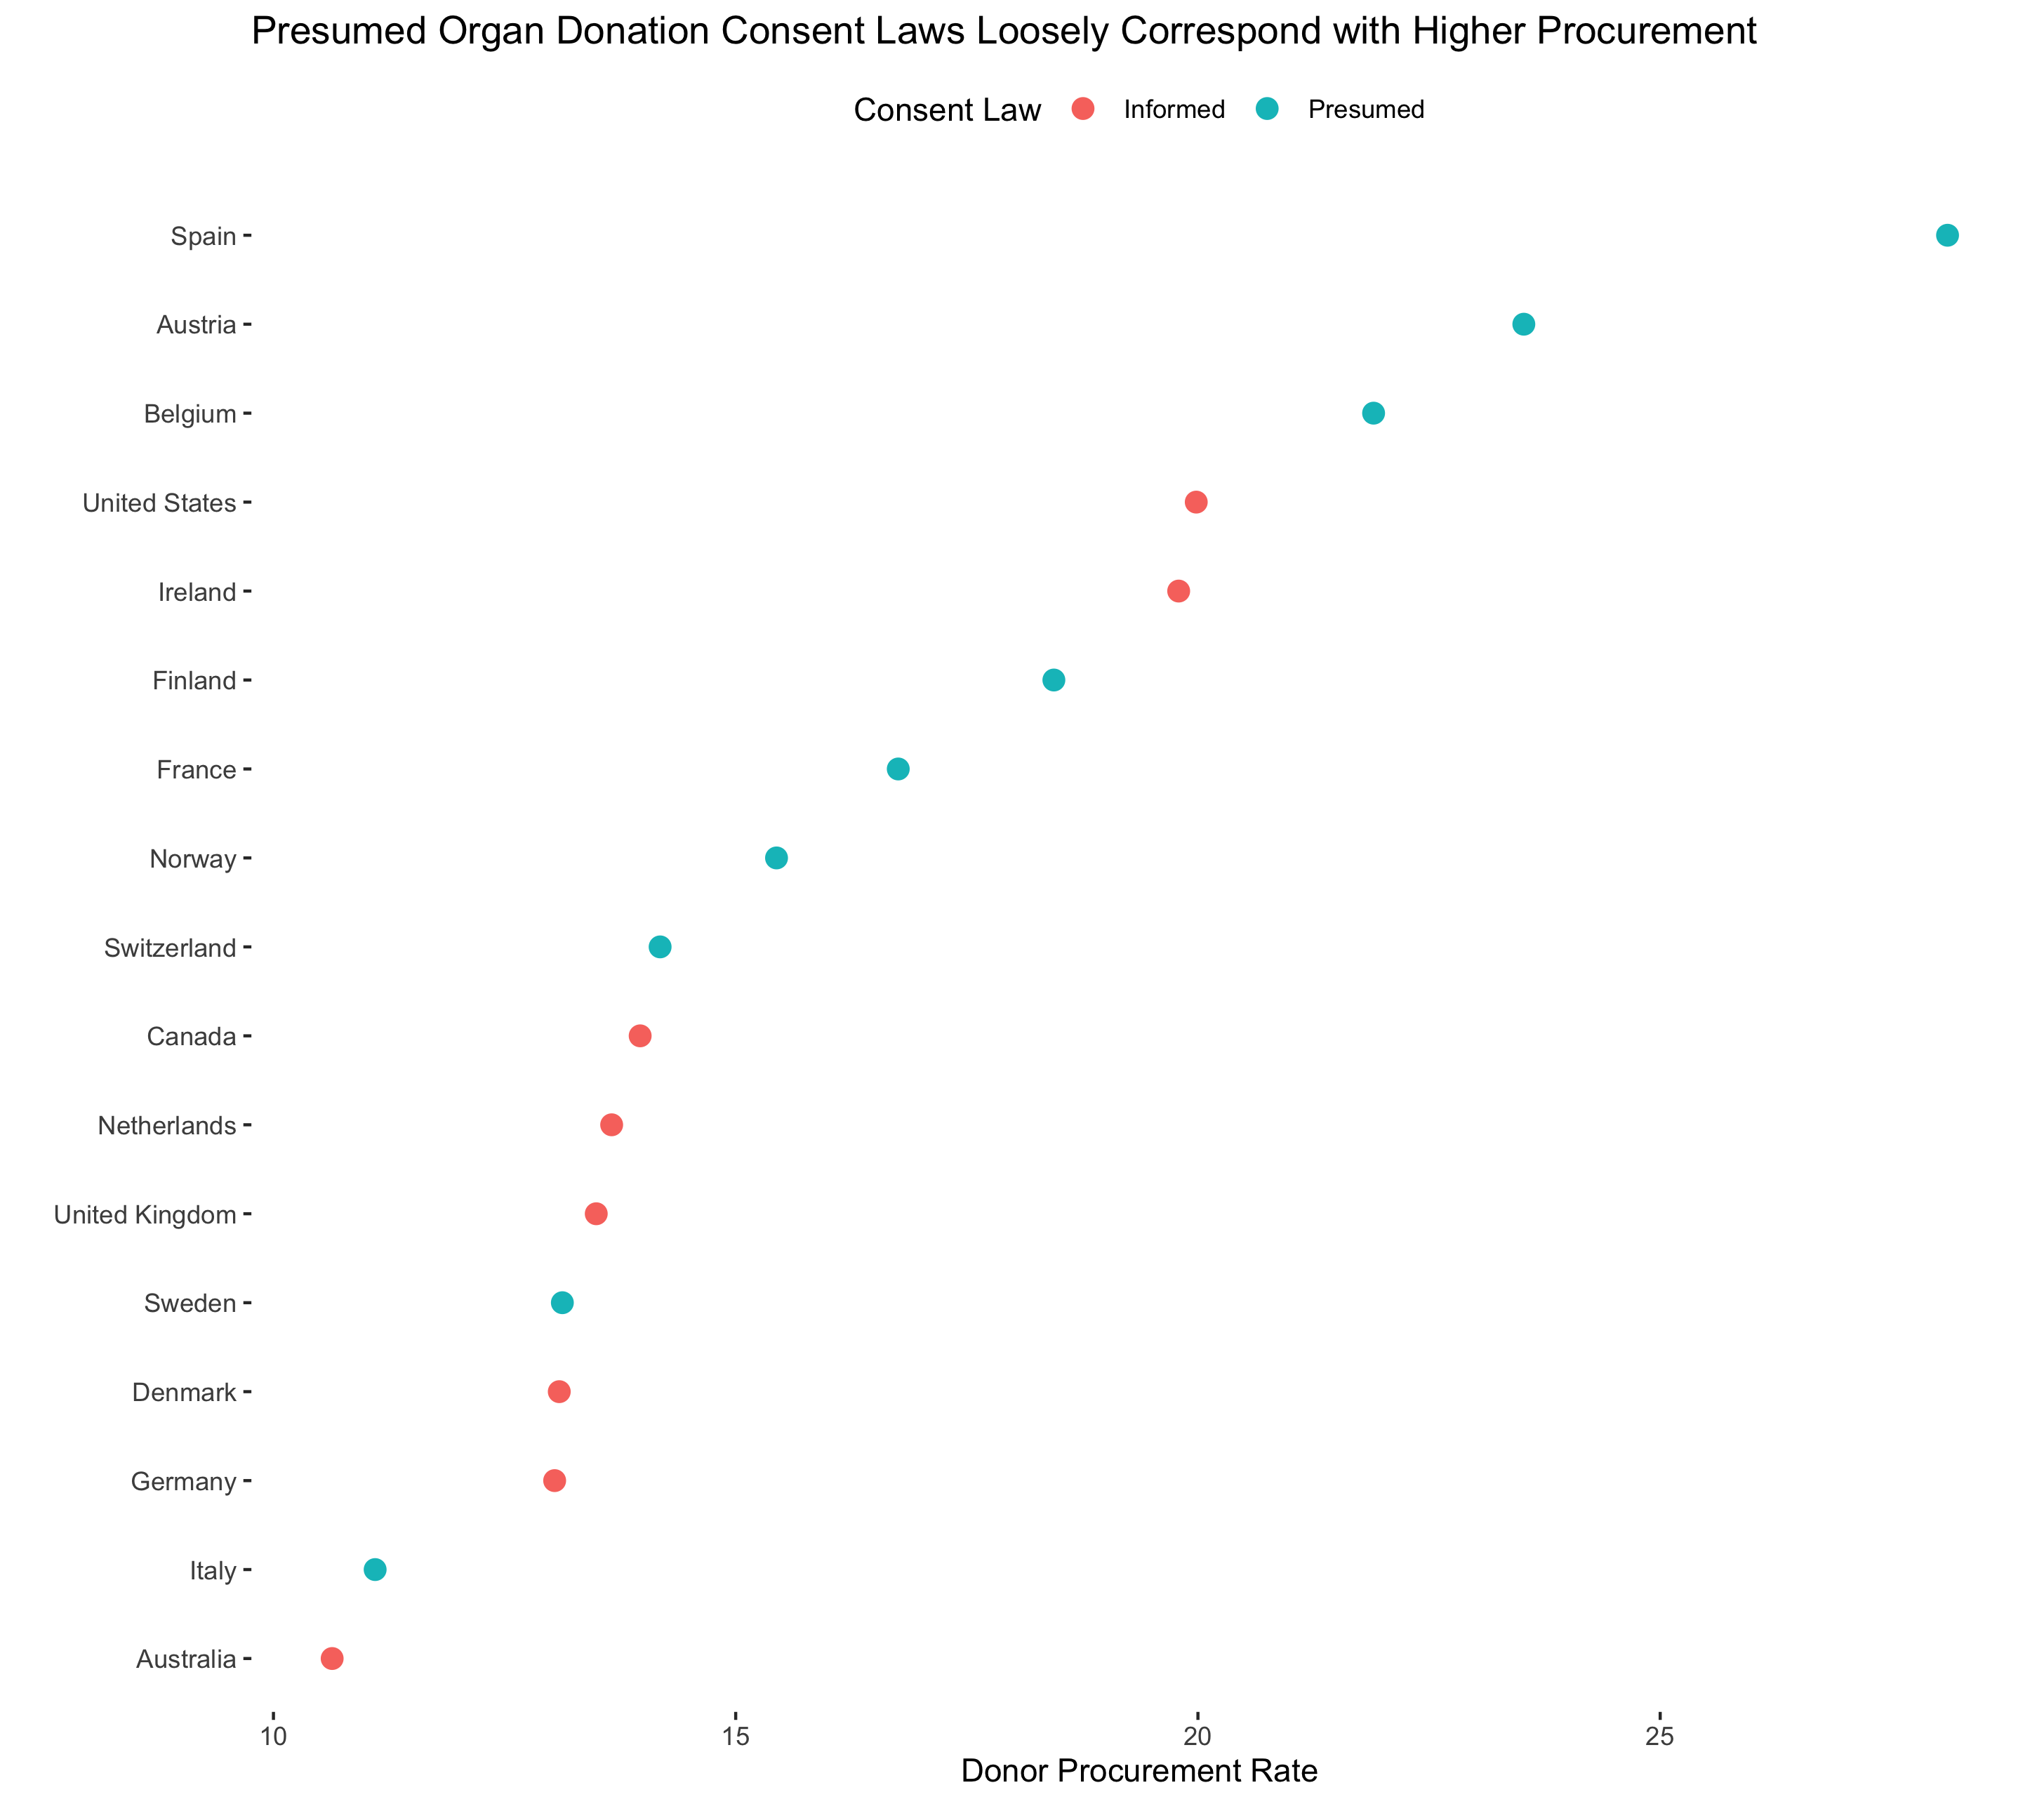 Presumed Organ Donation Consent Laws Loosely Correspond with Higher Procurement
Consent Law Informed Presumed
Spain
Austria
Belgium
United States
Ireland
Finland
France
Norway
Switzerland
Canada
Netherlands
United Kingdom
Sweden
Denmark
Germany
Italy
Australia
10 15 20 25
Donor Procurement Rate